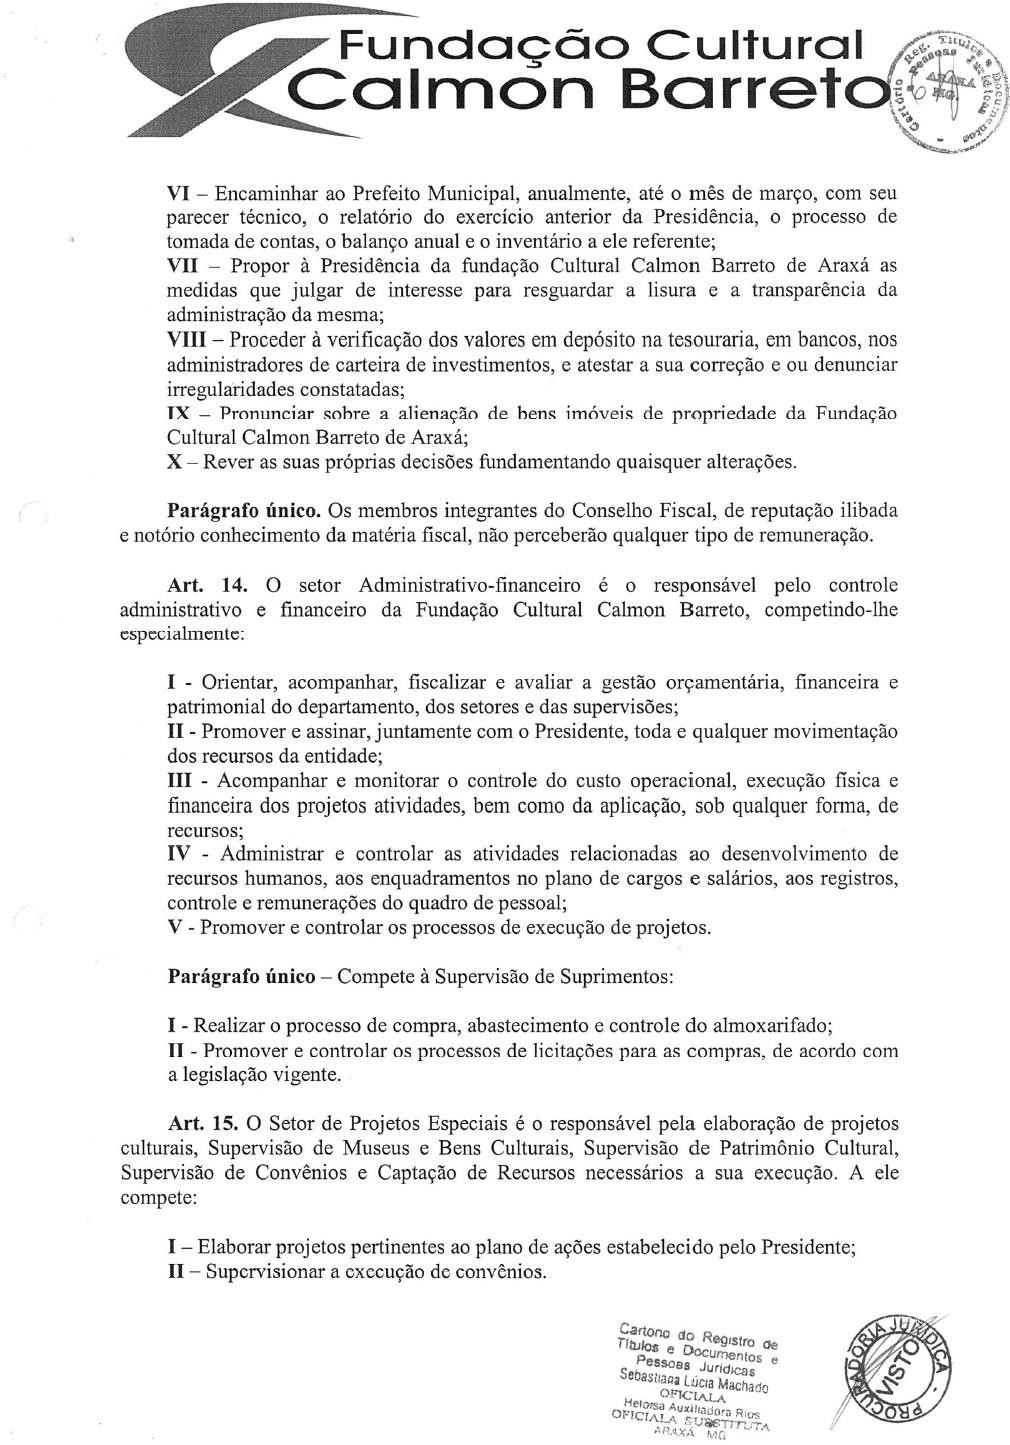 Fundação Cultural
Calmon Barreto
Cartório Reg. Títulos e Documentos
Pessoas Jurídicas
ARAXÁ
MG.
VI – Encaminhar ao Prefeito Municipal, anualmente, até o mês de março, com seu
parecer técnico, o relatório do exercício anterior da Presidência, o processo de
tomada de contas, o balanço anual e o inventário a ele referente;
VII – Propor à Presidência da fundação Cultural Calmon Barreto de Araxá as
medidas que julgar de interesse para resguardar a lisura e a transparência da
administração da mesma;
VIII – Proceder à verificação dos valores em depósito na tesouraria, em bancos, nos
administradores de carteira de investimentos, e atestar a sua correção e ou denunciar
irregularidades constatadas;
IX – Pronunciar sobre a alienação de bens imóveis de propriedade da Fundação
Cultural Calmon Barreto de Araxá;
X – Rever as suas próprias decisões fundamentando quaisquer alterações.
Parágrafo único. Os membros integrantes do Conselho Fiscal, de reputação ilibada
e notório conhecimento da matéria fiscal, não perceberão qualquer tipo de remuneração.
Art. 14. O setor Administrativo-financeiro é o responsável pelo controle
administrativo e financeiro da Fundação Cultural Calmon Barreto, competindo-lhe
especialmente:
I - Orientar, acompanhar, fiscalizar e avaliar a gestão orçamentária, financeira e
patrimonial do departamento, dos setores e das supervisões;
II - Promover e assinar, juntamente com o Presidente, toda e qualquer movimentação
dos recursos da entidade;
III - Acompanhar e monitorar o controle do custo operacional, execução física e
financeira dos projetos atividades, bem como da aplicação, sob qualquer forma, de
recursos;
IV - Administrar e controlar as atividades relacionadas ao desenvolvimento de
recursos humanos, aos enquadramentos no plano de cargos e salários, aos registros,
controle e remunerações do quadro de pessoal;
V - Promover e controlar os processos de execução de projetos.
Parágrafo único – Compete à Supervisão de Suprimentos:
I - Realizar o processo de compra, abastecimento e controle do almoxarifado;
II - Promover e controlar os processos de licitações para as compras, de acordo com
a legislação vigente.
Art. 15. O Setor de Projetos Especiais é o responsável pela elaboração de projetos
culturais, Supervisão de Museus e Bens Culturais, Supervisão de Patrimônio Cultural,
Supervisão de Convênios e Captação de Recursos necessários a sua execução. A ele
compete:
I – Elaborar projetos pertinentes ao plano de ações estabelecido pelo Presidente;
II – Supervisionar a execução de convênios.
Cartorio do Registro de
Títulos e Documentos e
Pessoas Jurídicas
Sebastiana Lúcia Machado
OFICIALA
Heloisa Auxiliadora Rios
OFICIALA SUBSTITUTA
ARAXÁ MG
PROCURADORIA JURÍDICA
VISTO